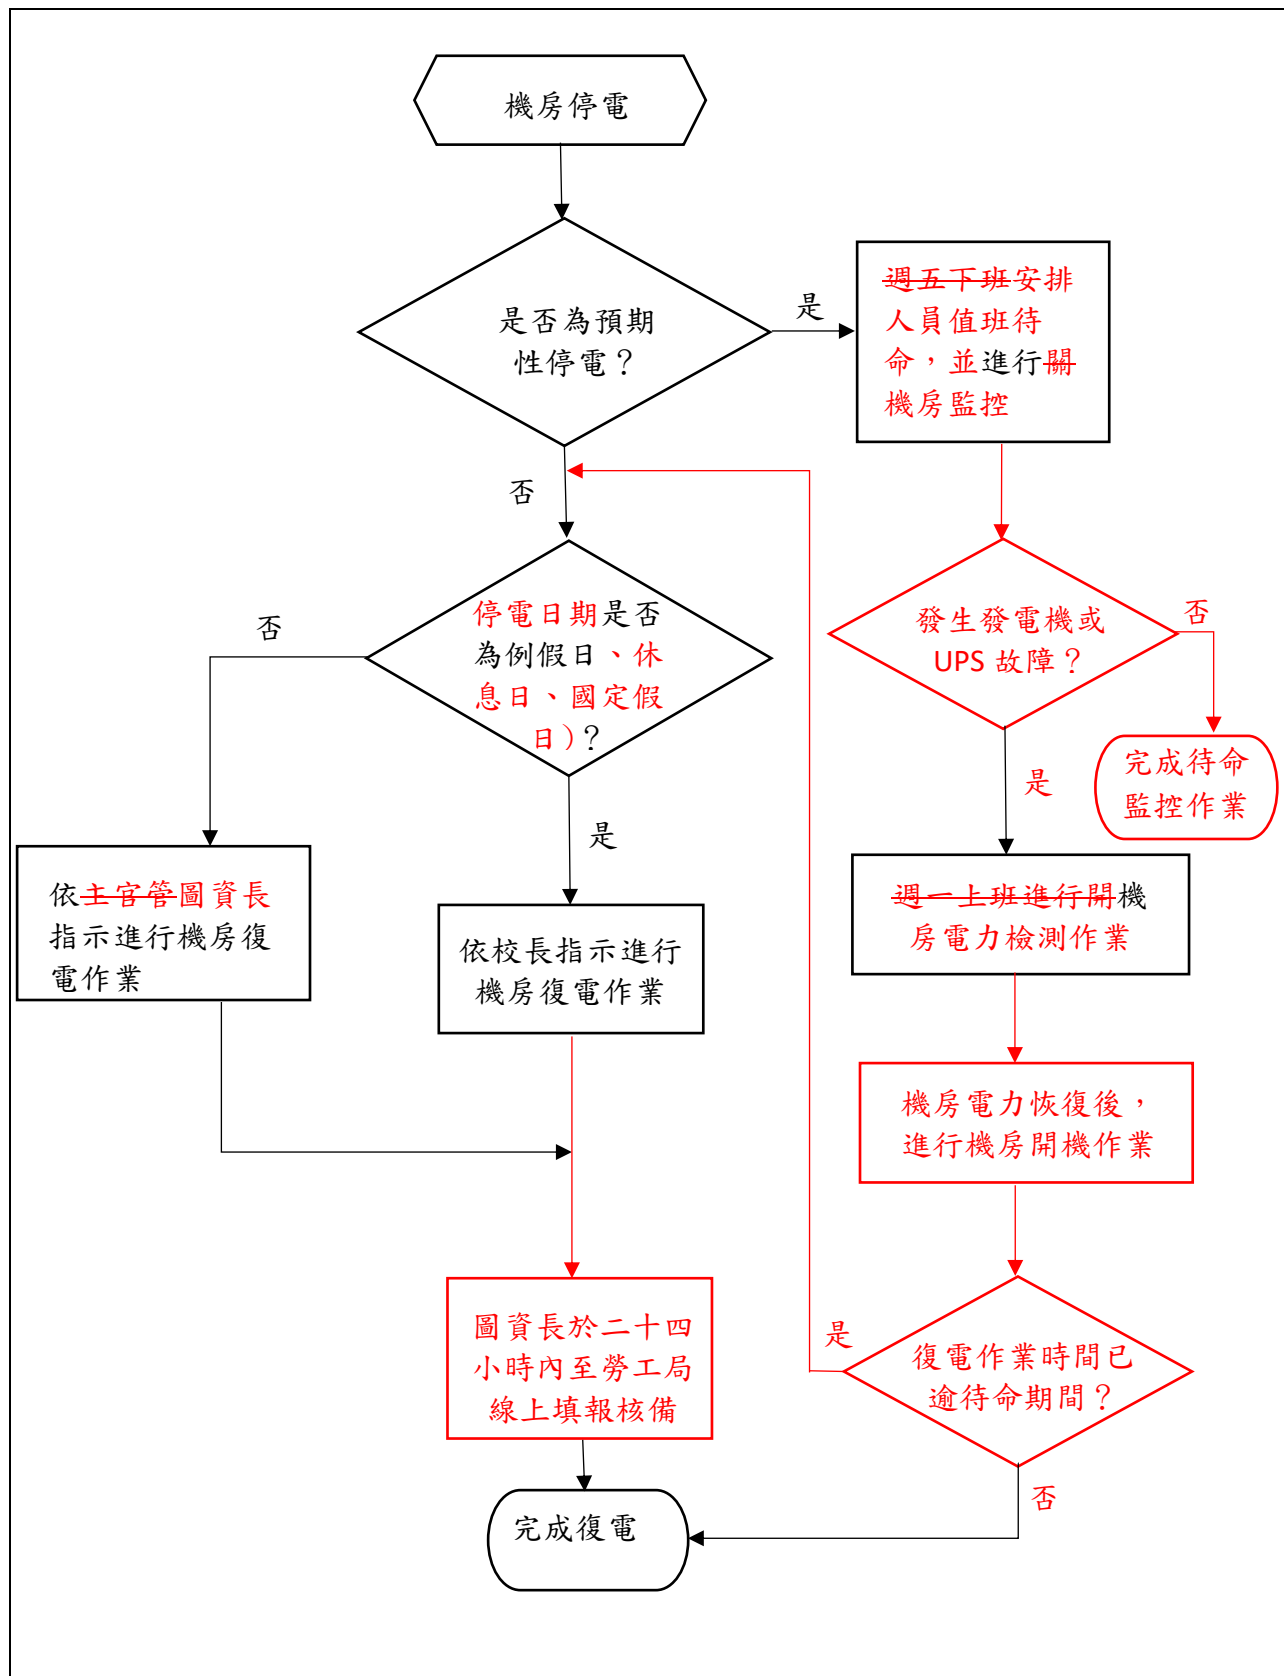 機房停電
是否為預期
性停電？
是
週五下班安排
人員值班待
命，並進行關
機房監控
否
停電日期是否
為例假日、休
息日、國定假
日)？
否
是
發生發電機或
UPS 故障？
否
是
完成待命
監控作業
依主官管圖資長
指示進行機房復
電作業
依校長指示進行
機房復電作業
週一上班進行開機
房電力檢測作業
機房電力恢復後，
進行機房開機作業
圖資長於二十四
小時內至勞工局
線上填報核備
是
復電作業時間已
逾待命期間？
否
完成復電